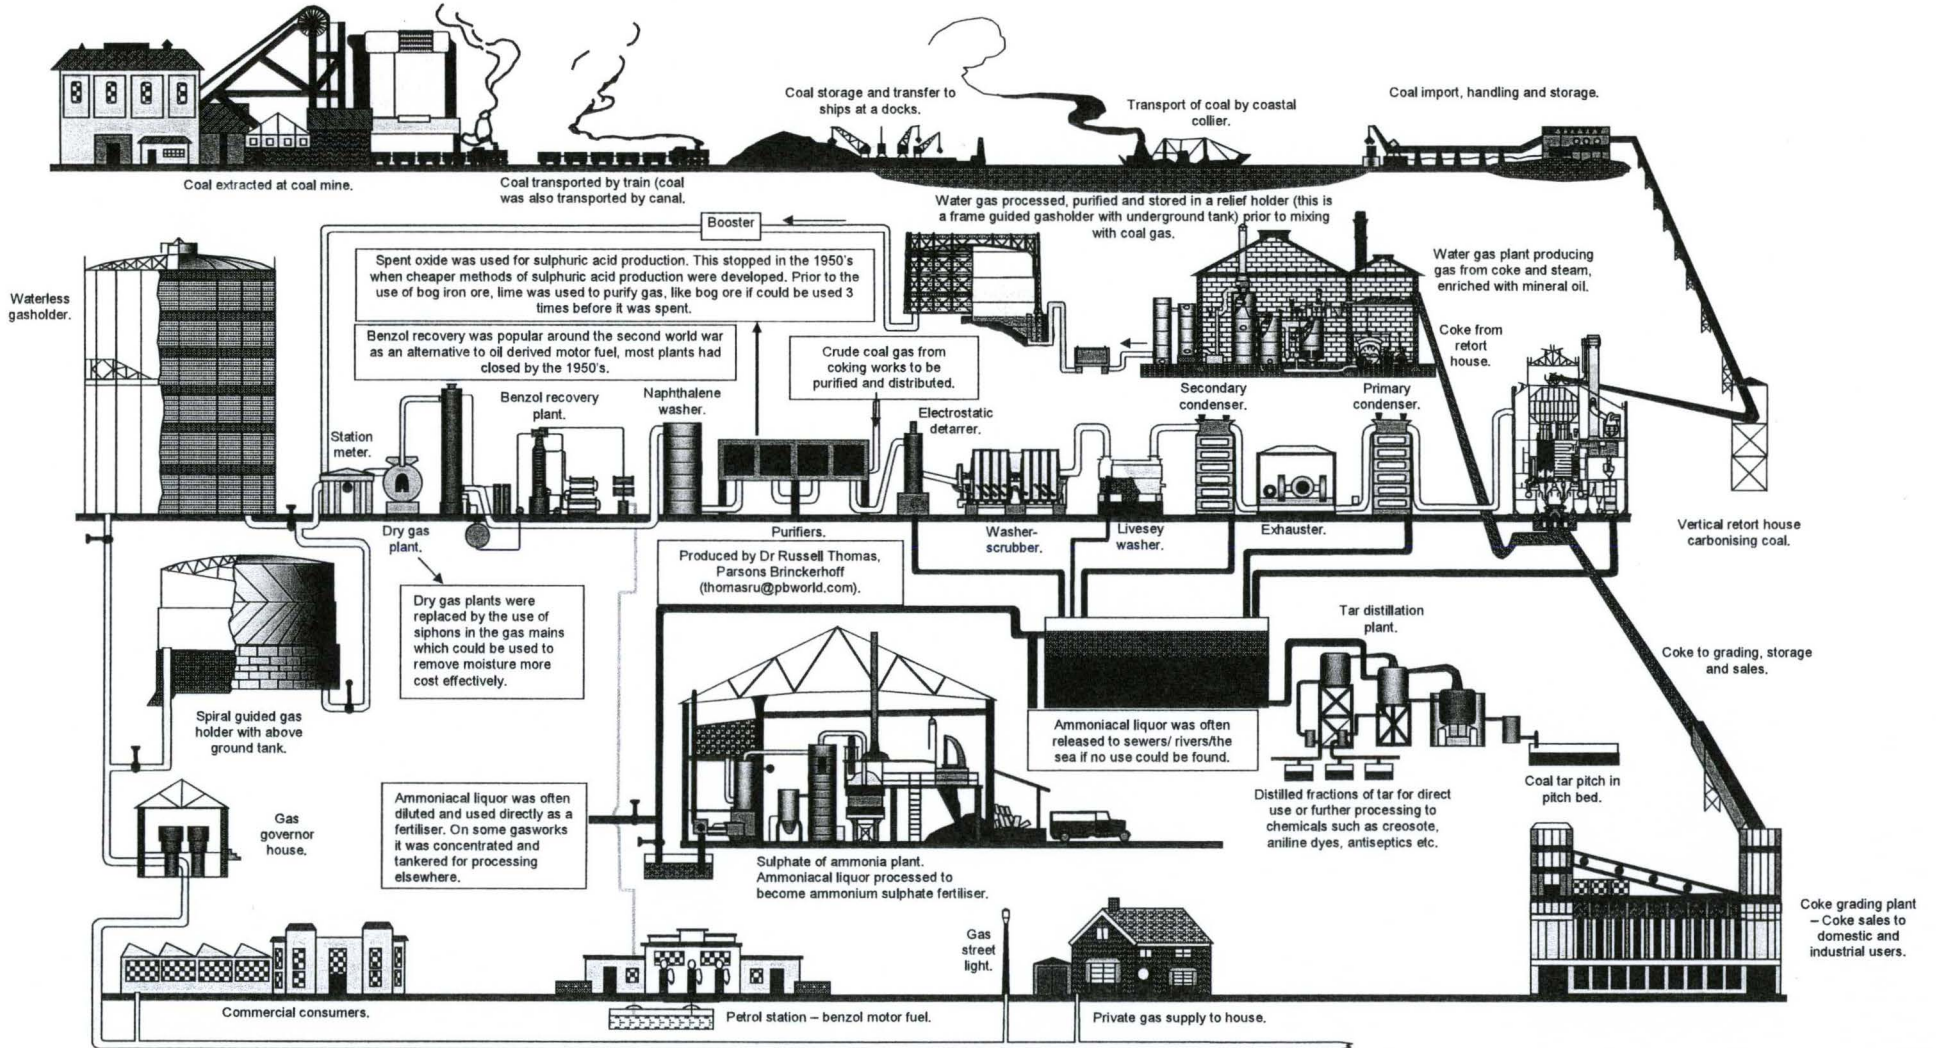 Coal storage and transfer to
ships at a docks.
Transport of coal by coastal
collier.
Coal import, handling and storage.
Coal extracted at coal mine.
Coal transported by train (coal
was also transported by canal.
Water gas processed, purified and stored in a relief holder (this is
a frame guided gasholder with underground tank) prior to mixing
with coal gas.
Booster
Waterless
gasholder.
Spent oxide was used for sulphuric acid production. This stopped in the 1950's
when cheaper methods of sulphuric acid production were developed. Prior to the
use of bog iron ore, lime was used to purify gas, like bog ore if could be used 3
times before it was spent.
Water gas plant producing
gas from coke and steam,
enriched with mineral oil.
Benzol recovery was popular around the second world war
as an alternative to oil derived motor fuel, most plants had
closed by the 1950's.
Crude coal gas from
coking works to be
purified and distributed.
Coke from
retort
house.
Station
meter.
Benzol recovery
plant.
Naphthalene
washer.
Electrostatic
detarrer.
Secondary
condenser.
Primary
condenser.
Dry gas
plant.
Purifiers.
Washer-
scrubber.
Livesey
washer.
Exhauster.
Vertical retort house
carbonising coal.
Produced by Dr Russell Thomas,
Parsons Brinckerhoff
(thomasru@pbworld.com).
Dry gas plants were
replaced by the use of
siphons in the gas mains
which could be used to
remove moisture more
cost effectively.
Tar distillation
plant.
Coke to grading, storage
and sales.
Spiral guided gas
holder with above
ground tank.
Ammoniacal liquor was often
released to sewers/ rivers/the
sea if no use could be found.
Coal tar pitch in
pitch bed.
Distilled fractions of tar for direct
use or further processing to
chemicals such as creosote,
aniline dyes, antiseptics etc.
Gas
governor
house.
Ammoniacal liquor was often
diluted and used directly as a
fertiliser. On some gasworks
it was concentrated and
tankered for processing
elsewhere.
Sulphate of ammonia plant.
Ammoniacal liquor processed to
become ammonium sulphate fertiliser.
Coke grading plant
– Coke sales to
domestic and
industrial users.
Gas
street
light.
Commercial consumers.
Petrol station – benzol motor fuel.
Private gas supply to house.